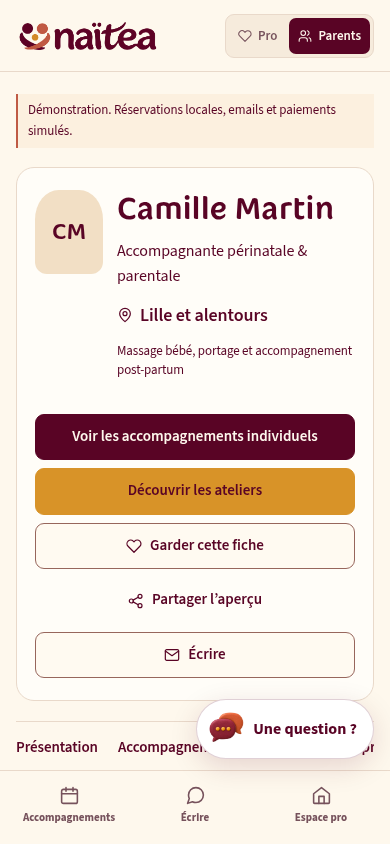 naïtea
Pro
Parents
Démonstration. Réservations locales, emails et paiements
simulés.
CM
Camille Martin
Accompagnante périnatale &
parentale
Lille et alentours
Massage bébé, portage et accompagnement
post-partum
Voir les accompagnements individuels
Découvrir les ateliers
Garder cette fiche
Partager l’aperçu
Écrire
Une question ?
Présentation
Accompagnements
Écrire
Espace pro